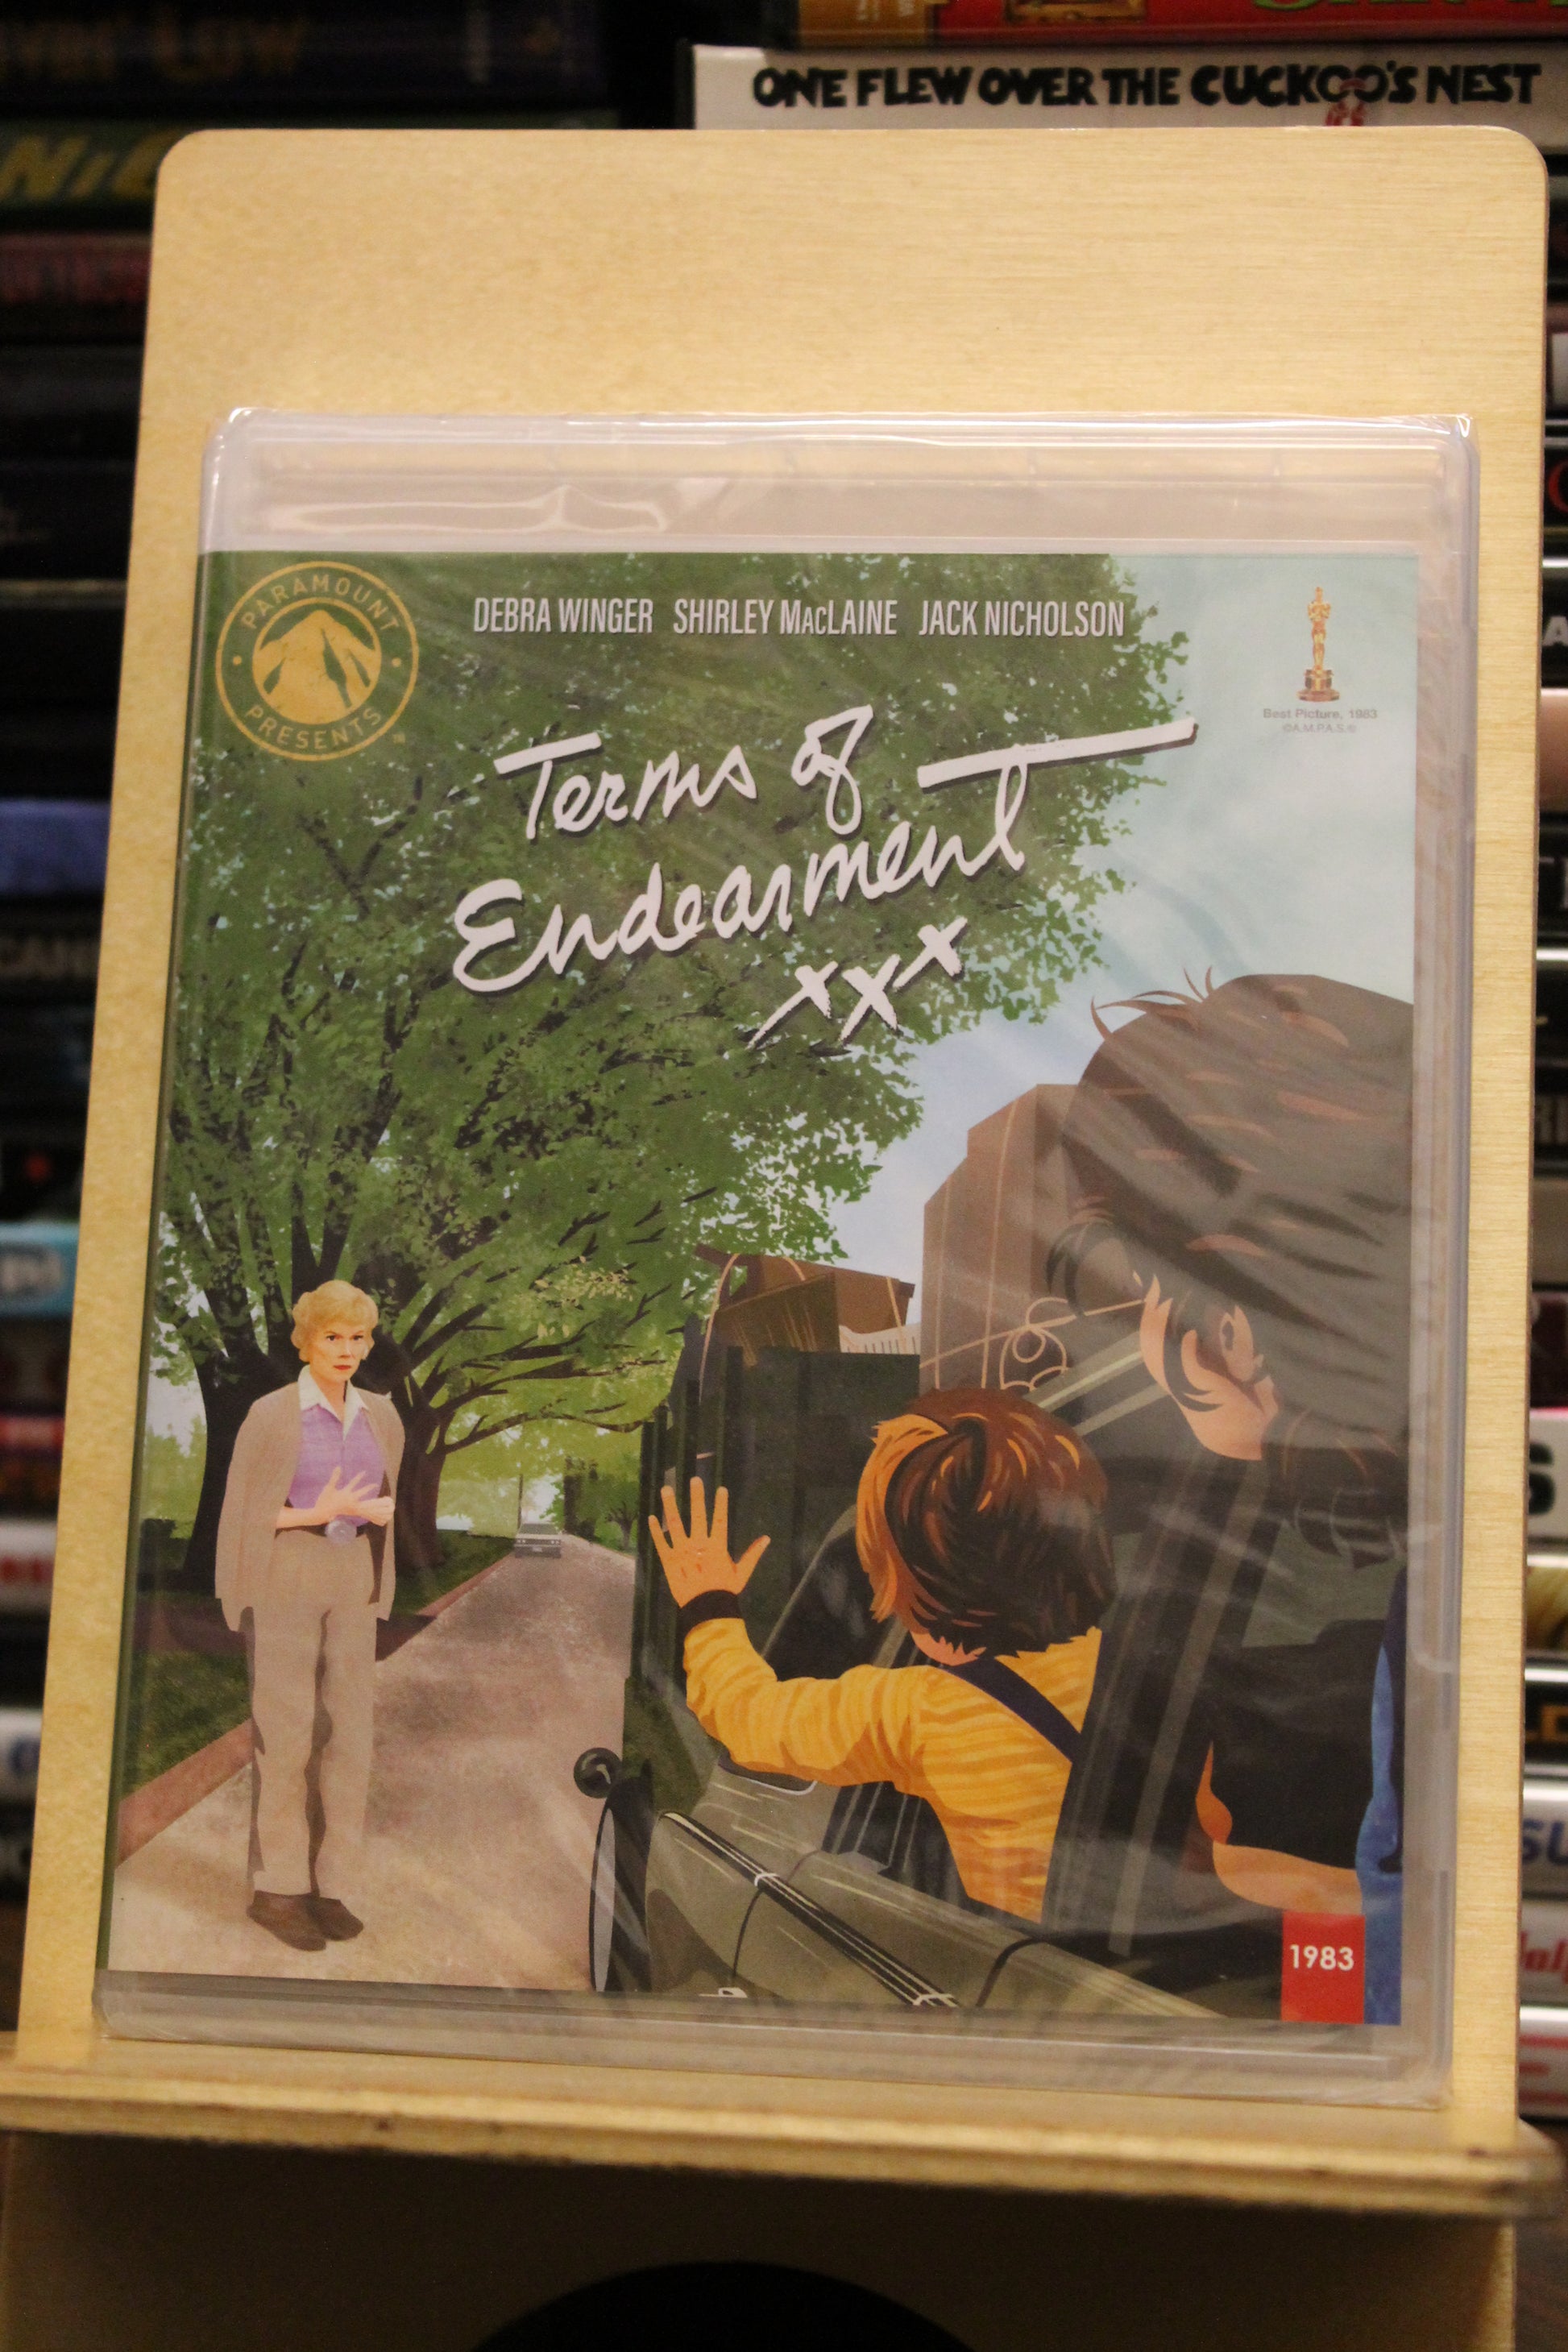 ONE FLEW OVER THE CUCKOO'S NEST
PARAMOUNT
PRESENTS
DEBRA WINGER SHIRLEY MacLAINE JACK NICHOLSON
Best Picture, 1983
©A.M.P.A.S.®
Terms of
Endearment
xxx
1983